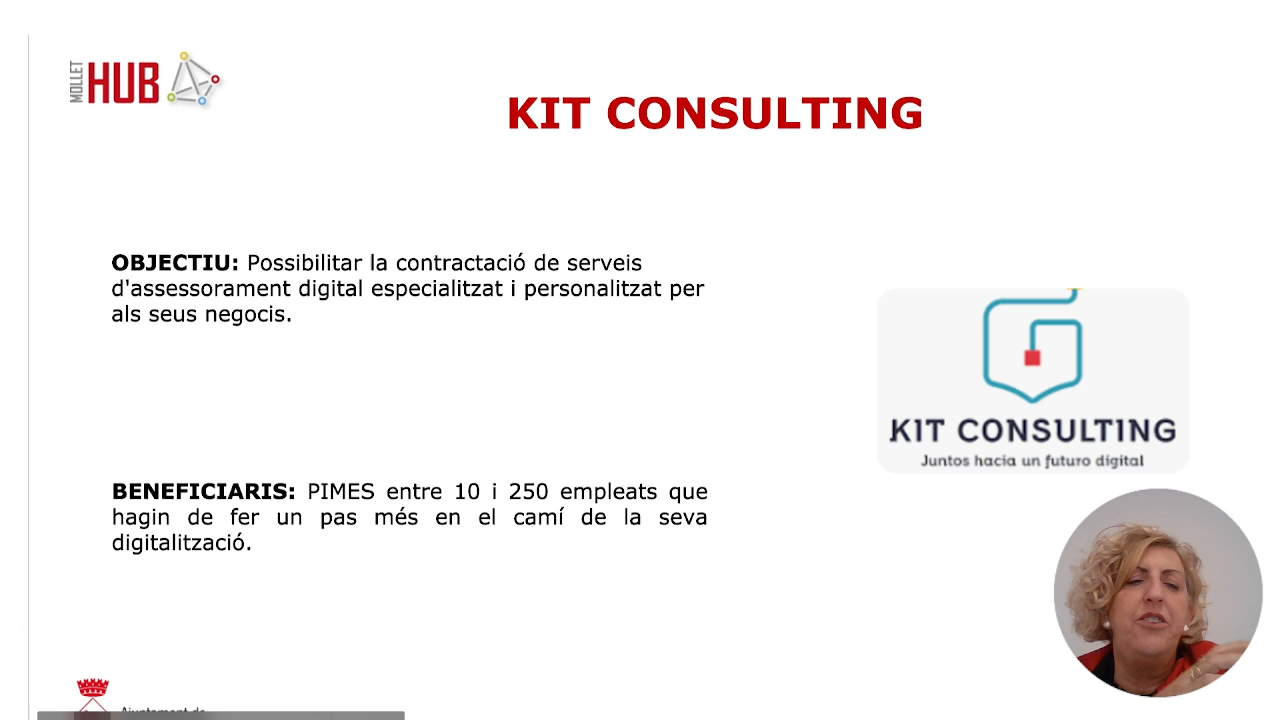 MOLLET
HUB
KIT CONSULTING
OBJECTIU: Possibilitar la contractació de serveis
d'assessorament digital especialitzat i personalitzat per
als seus negocis.
KIT CONSULTING
Juntos hacia un futuro digital
BENEFICIARIS: PIMES entre 10 i 250 empleats que
hagin de fer un pas més en el camí de la seva
digitalització.
Ajuntament de